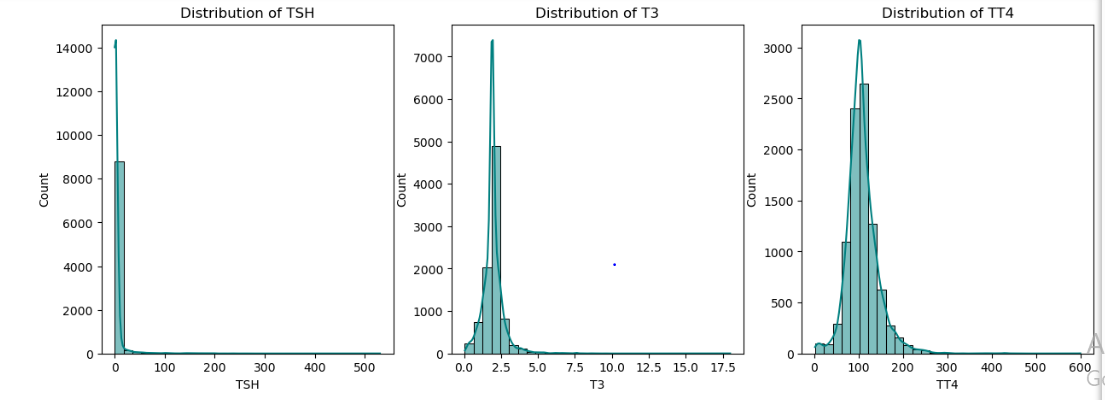 Distribution of TSH
Count
14000
12000
10000
8000
6000
4000
2000
0
0 100 200 300 400 500
TSH
Distribution of T3
Count
7000
6000
5000
4000
3000
2000
1000
0
0.0 2.5 5.0 7.5 10.0 12.5 15.0 17.5
T3
Distribution of TT4
Count
3000
2500
2000
1500
1000
500
0
0 100 200 300 400 500 600
TT4
A
Go